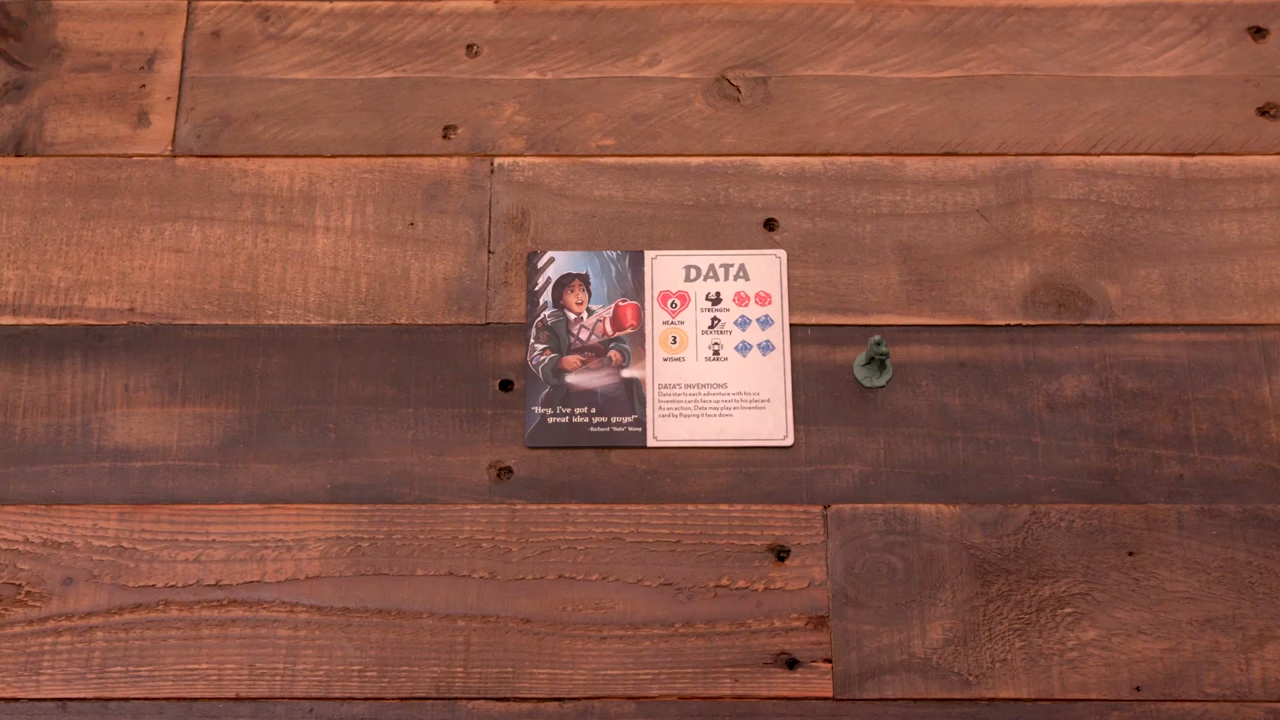 DATA
6
HEALTH
3
WISHES
STRENGTH
DEXTERITY
SEARCH
DATA'S INVENTIONS
Data starts each adventure with his six
Invention cards face up next to his placard.
As an action, Data may play an Invention
card by flipping it face down.
"Hey, I've got a
great idea you guys!"
-Richard "Data" Wang